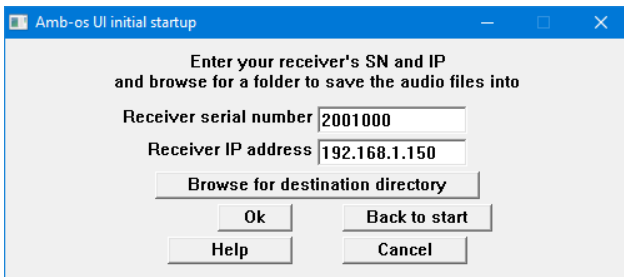 Amb-os UI initial startup
Enter your receiver's SN and IP
and browse for a folder to save the audio files into
Receiver serial number 2001000
Receiver IP address 192.168.1.150
Browse for destination directory
Ok Back to start
Help Cancel